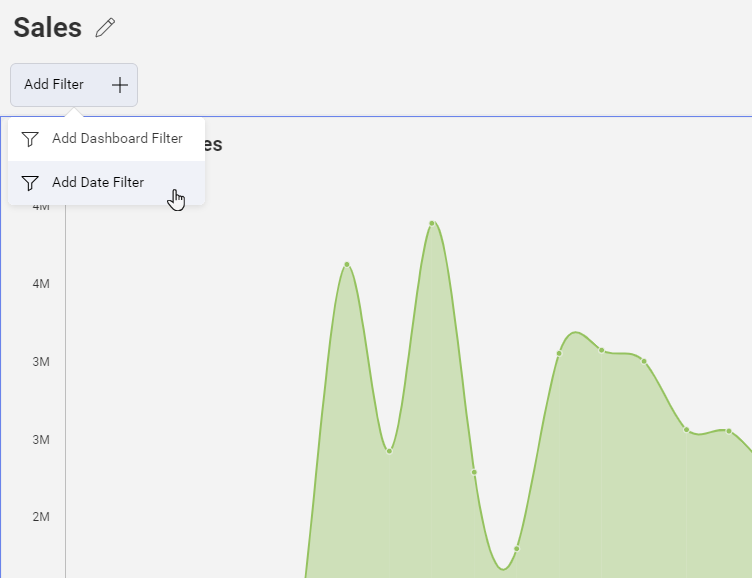 Sales
Add Filter
Add Dashboard Filter
es
Add Date Filter
4M
4M
3M
3M
2M